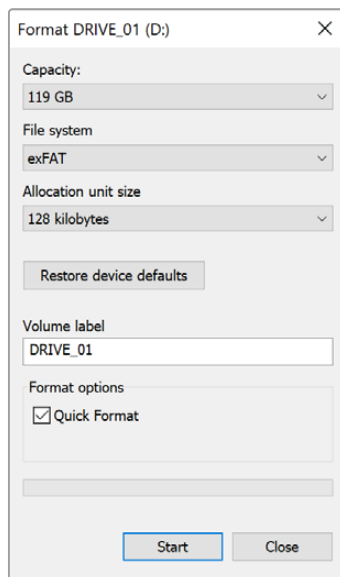 Format DRIVE_01 (D:)
Capacity:
119 GB
File system
exFAT
Allocation unit size
128 kilobytes
Restore device defaults
Volume label
DRIVE_01
Format options
Quick Format
Start
Close